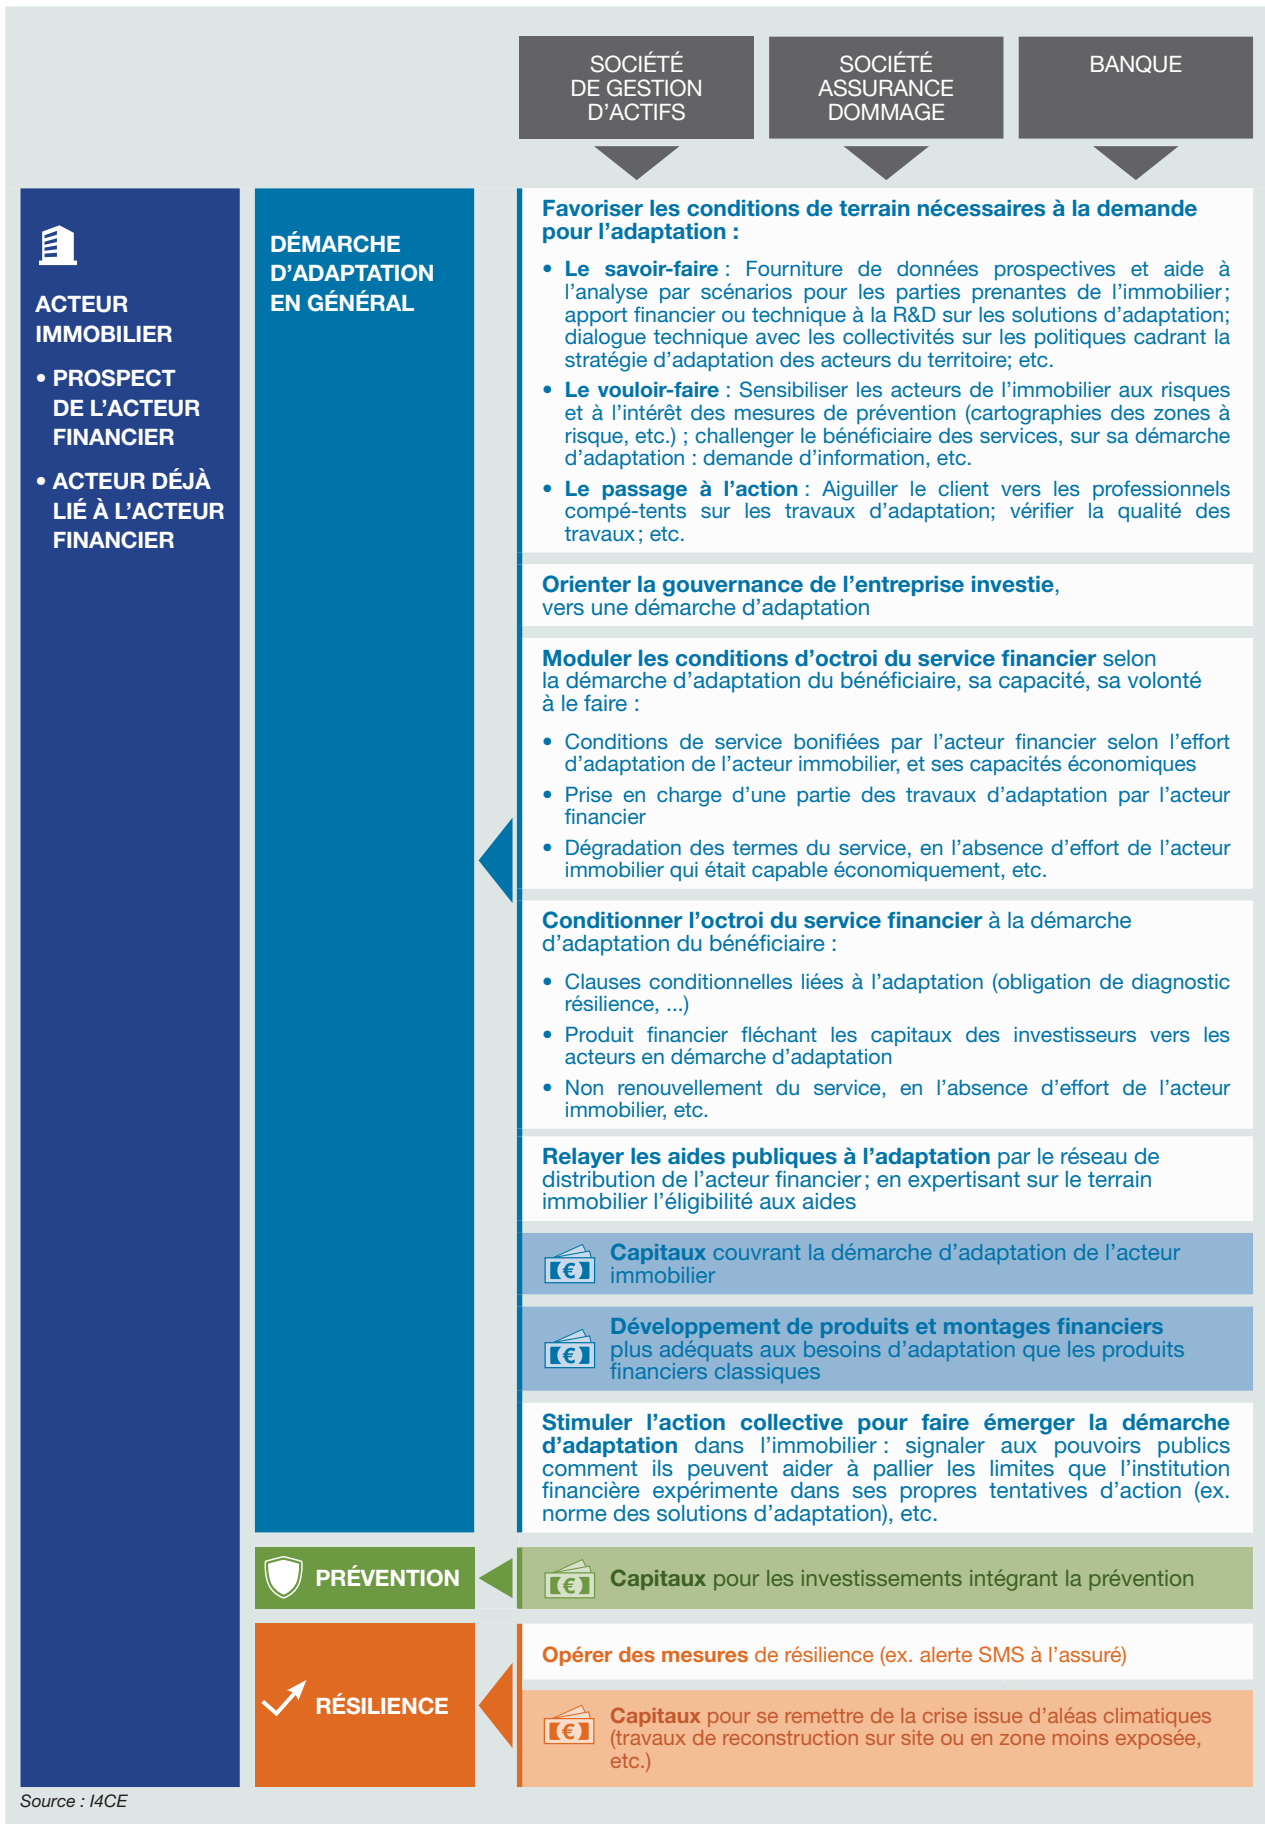 SOCIÉTÉ
DE GESTION
D'ACTIFS
SOCIÉTÉ
ASSURANCE
DOMMAGE
BANQUE
ACTEUR
IMMOBILIER
• PROSPECT
DE L'ACTEUR
FINANCIER
• ACTEUR DÉJÀ
LIÉ À L'ACTEUR
FINANCIER
DÉMARCHE
D'ADAPTATION
EN GÉNÉRAL
Favoriser les conditions de terrain nécessaires à la demande
pour l'adaptation :
• Le savoir-faire : Fourniture de données prospectives et aide à
l'analyse par scénarios pour les parties prenantes de l'immobilier;
apport financier ou technique à la R&D sur les solutions d'adaptation;
dialogue technique avec les collectivités sur les politiques cadrant la
stratégie d'adaptation des acteurs du territoire; etc.
• Le vouloir-faire : Sensibiliser les acteurs de l'immobilier aux risques
et à l'intérêt des mesures de prévention (cartographies des zones à
risque, etc.) ; challenger le bénéficiaire des services, sur sa démarche
d'adaptation : demande d'information, etc.
• Le passage à l'action : Aiguiller le client vers les professionnels
compé-tents sur les travaux d'adaptation; vérifier la qualité des
travaux ; etc.
Orienter la gouvernance de l'entreprise investie,
vers une démarche d'adaptation
Moduler les conditions d'octroi du service financier selon
la démarche d'adaptation du bénéficiaire, sa capacité, sa volonté
à le faire :
• Conditions de service bonifiées par l'acteur financier selon l'effort
d'adaptation de l'acteur immobilier, et ses capacités économiques
• Prise en charge d'une partie des travaux d'adaptation par l'acteur
financier
• Dégradation des termes du service, en l'absence d'effort de l'acteur
immobilier qui était capable économiquement, etc.
Conditionner l'octroi du service financier à la démarche
d'adaptation du bénéficiaire :
• Clauses conditionnelles liées à l'adaptation (obligation de diagnostic
résilience, ...)
• Produit financier fléchant les capitaux des investisseurs vers les
acteurs en démarche d'adaptation
• Non renouvellement du service, en l'absence d'effort de l'acteur
immobilier, etc.
Relayer les aides publiques à l'adaptation par le réseau de
distribution de l'acteur financier ; en expertisant sur le terrain
immobilier l'éligibilité aux aides
€
Capitaux couvrant la démarche d'adaptation de l'acteur
immobilier
€
Développement de produits et montages financiers
plus adéquats aux besoins d'adaptation que les produits
financiers classiques
Stimuler l'action collective pour faire émerger la démarche
d'adaptation dans l'immobilier : signaler aux pouvoirs publics
comment ils peuvent aider à pallier les limites que l'institution
financière expérimente dans ses propres tentatives d'action (ex.
norme des solutions d'adaptation), etc.
PRÉVENTION
€
Capitaux pour les investissements intégrant la prévention
RÉSILIENCE
Opérer des mesures de résilience (ex. alerte SMS à l'assuré)
€
Capitaux pour se remettre de la crise issue d'aléas climatiques
(travaux de reconstruction sur site ou en zone moins exposée,
etc.)
Source : I4CE